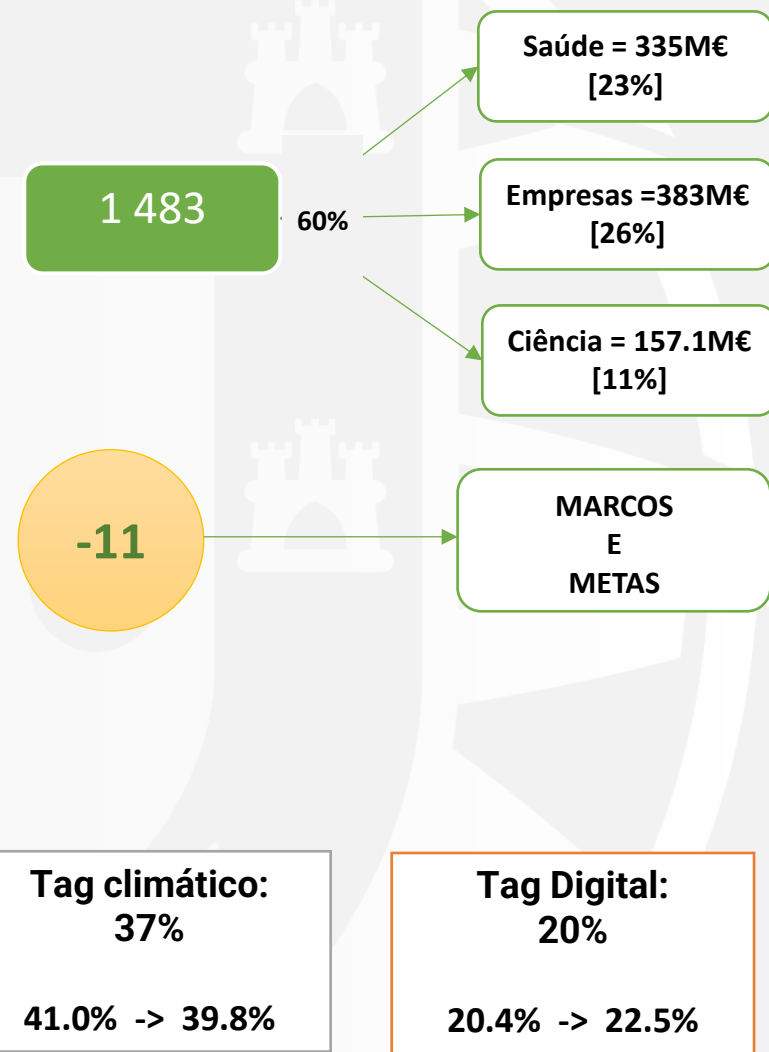 Saúde = 335M€
[23%]
1 483
60%
Empresas =383M€
[26%]
Ciência = 157.1M€
[11%]
-11
MARCOS
E
METAS
Tag climático:
37%
41.0% -> 39.8%
Tag Digital:
20%
20.4% -> 22.5%